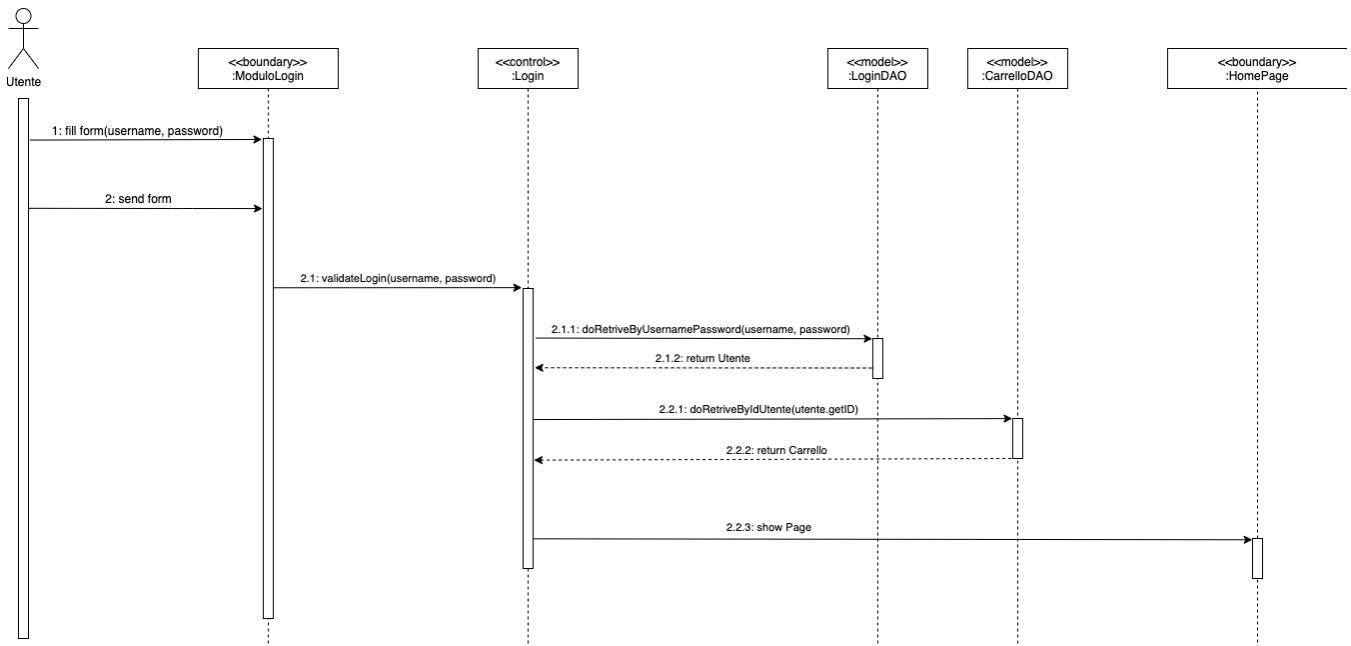 Utente
<<boundary>>
:ModuloLogin
<<control>>
:Login
<<model>>
:LoginDAO
<<model>>
:CarrelloDAO
<<boundary>>
:HomePage
1: fill form(username, password)
2: send form
2.1: validateLogin(username, password)
2.1.1: doRetriveByUsernamePassword(username, password)
2.1.2: return Utente
2.2.1: doRetriveByIdUtente(utente.getID)
2.2.2: return Carrello
2.2.3: show Page